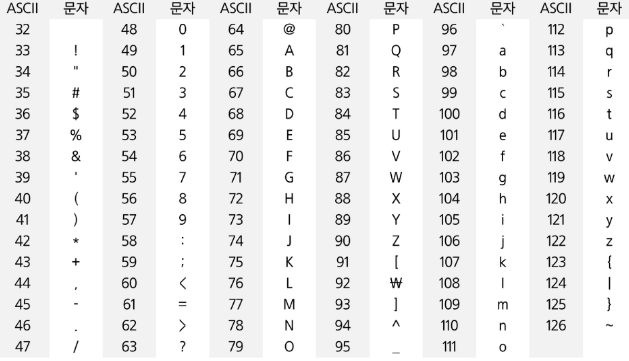 ASCII 문자 ASCII 문자 ASCII 문자 ASCII 문자 ASCII 문자 ASCII 문자
32 48 0 64 @ 80 P 96 ` 112 p
33 ! 49 1 65 A 81 Q 97 a 113 q
34 " 50 2 66 B 82 R 98 b 114 r
35 # 51 3 67 C 83 S 99 c 115 s
36 $ 52 4 68 D 84 T 100 d 116 t
37 % 53 5 69 E 85 U 101 e 117 u
38 & 54 6 70 F 86 V 102 f 118 v
39 ' 55 7 71 G 87 W 103 g 119 w
40 ( 56 8 72 H 88 X 104 h 120 x
41 ) 57 9 73 I 89 Y 105 i 121 y
42 * 58 : 74 J 90 Z 106 j 122 z
43 + 59 ; 75 K 91 [ 107 k 123 {
44 , 60 < 76 L 92 ₩ 108 l 124 |
45 - 61 = 77 M 93 ] 109 m 125 }
46 . 62 > 78 N 94 ^ 110 n 126 ~
47 / 63 ? 79 O 95 _ 111 o